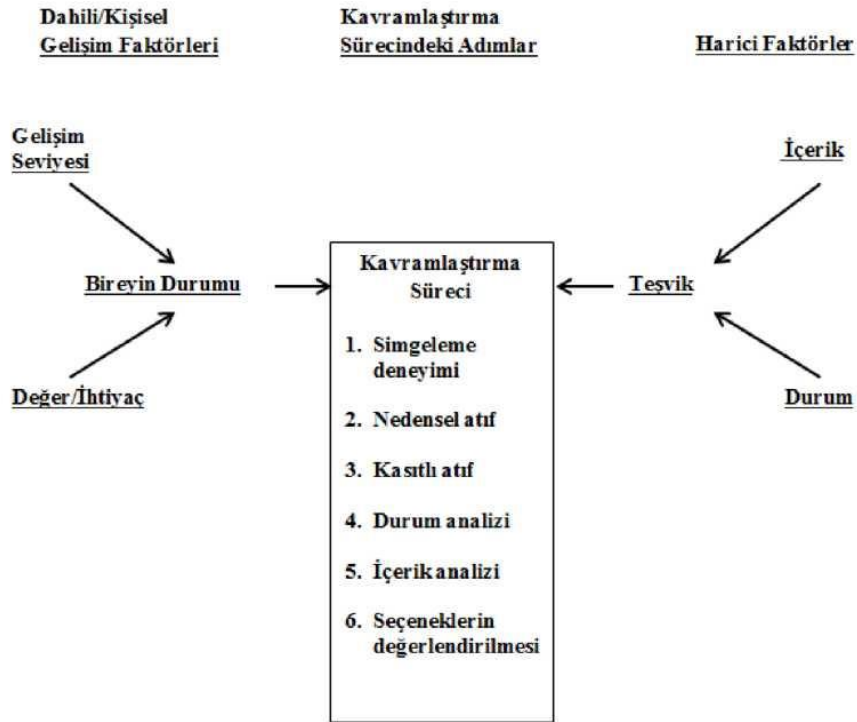 Dahili/Kişisel
Gelişim Faktörleri
Kavramlaştırma
Sürecindeki Adımlar
Harici Faktörler
Gelişim
Seviyesi
İçerik
Bireyin Durumu
Teşvik
Değer/İhtiyaç
Durum
Kavramlaştırma
Süreci
1. Simgeleme
deneyimi
2. Nedensel atıf
3. Kasıtlı atıf
4. Durum analizi
5. İçerik analizi
6. Seçeneklerin
değerlendirilmesi